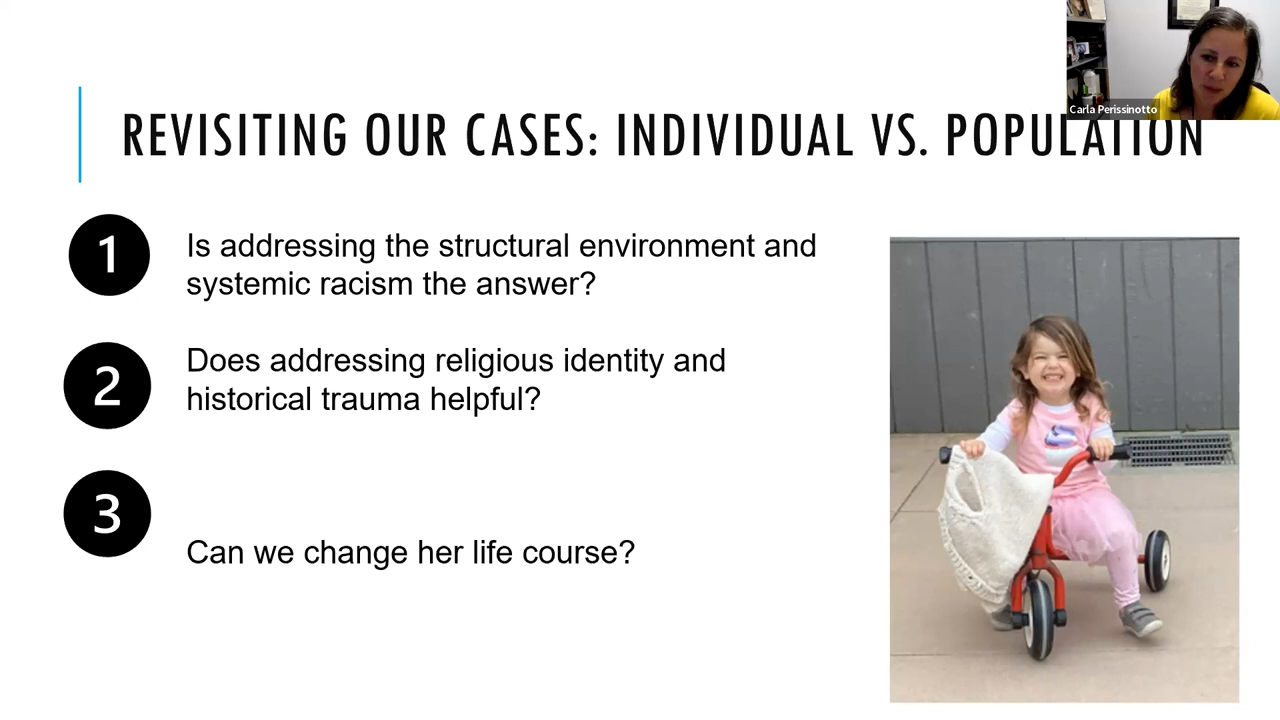 Carla Perissinotto
REVISITING OUR CASES: INDIVIDUAL VS. POPULATION
1
Is addressing the structural environment and
systemic racism the answer?
2
Does addressing religious identity and
historical trauma helpful?
3
Can we change her life course?